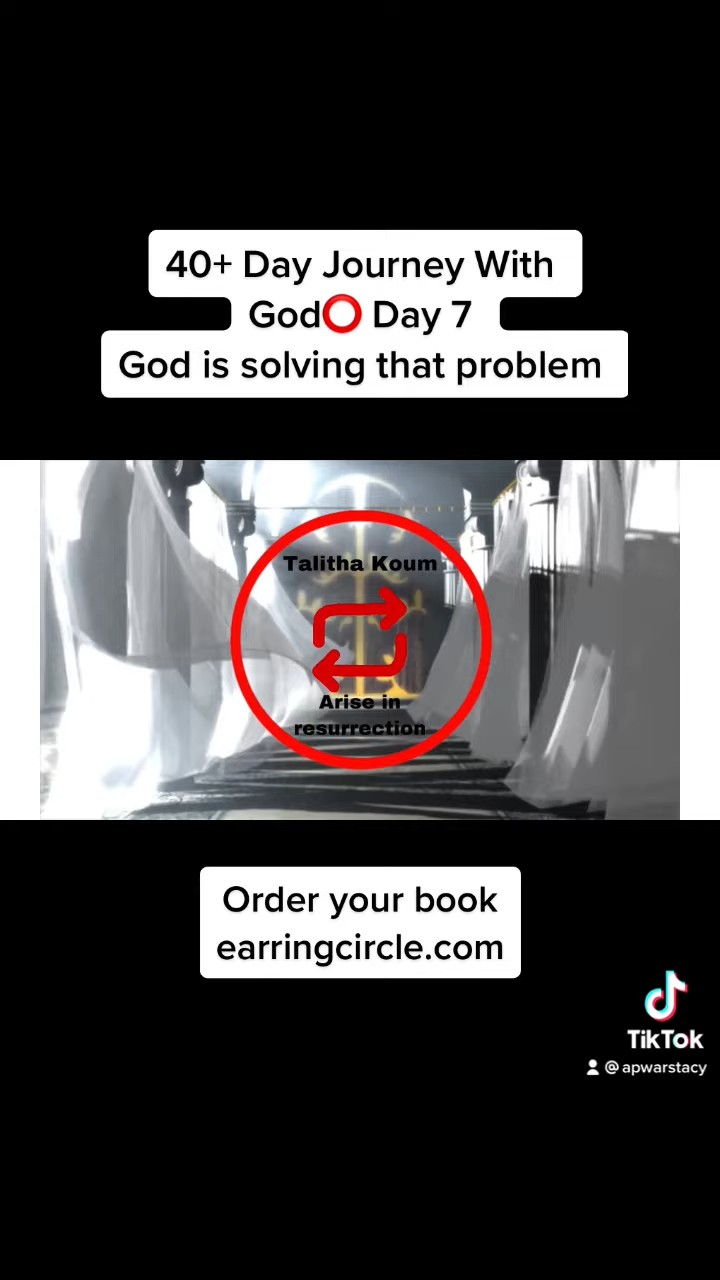 40+ Day Journey With
God⭕ Day 7
God is solving that problem
Talitha Koum
Arise in
resurrection
Order your book
earringcircle.com
TikTok
@apwarstacy